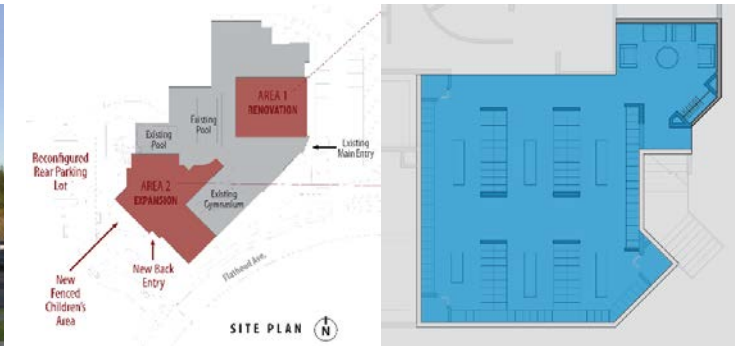 AREA 1
RENOVATION
Existing
Pool
Existing
Pool
Existing
Main Entry
Reconfigured
Rear Parking
Lot
AREA 2
EXPANSION
Existing
Gymnasium
New Back
Entry
New
Fenced
Children's
Area
Flathead Ave.
SITE PLAN N